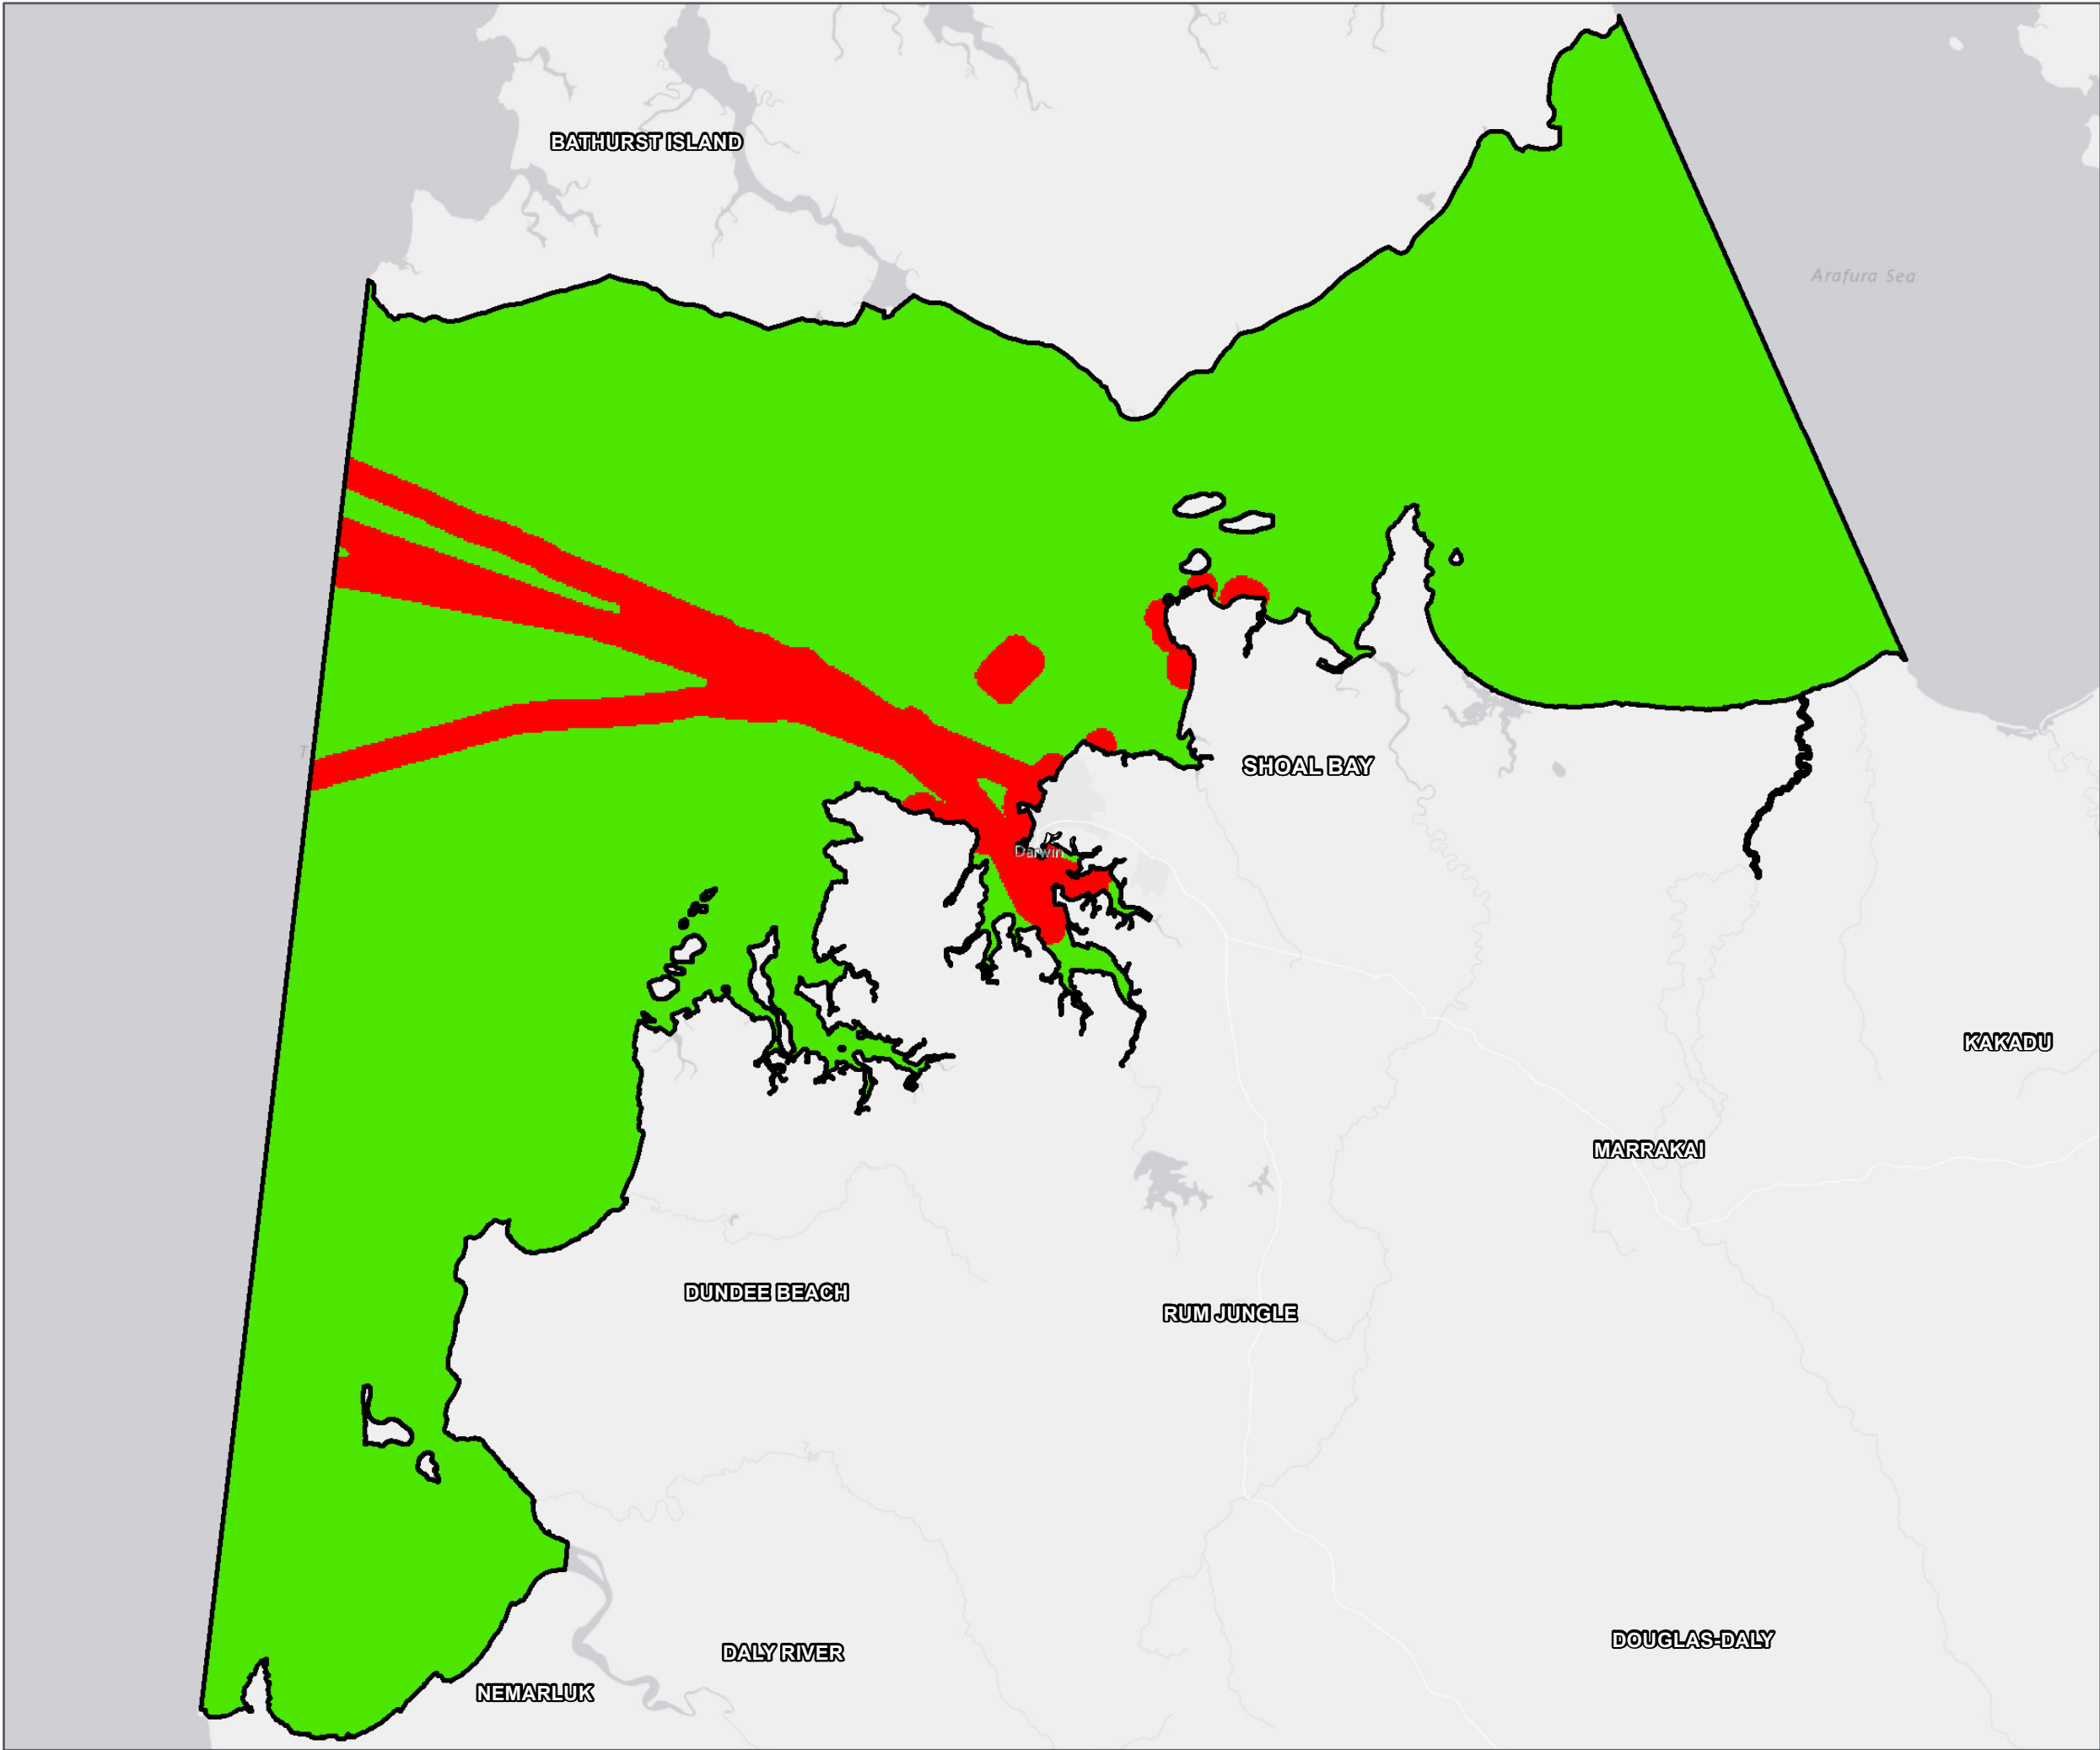 BATHURST ISLAND
Arafura Sea
T
SHOAL BAY
Darwin
KAKADU
MARRAKAI
DUNDEE BEACH
RUM JUNGLE
DOUGLAS-DALY
DALY RIVER
NEMARLUK